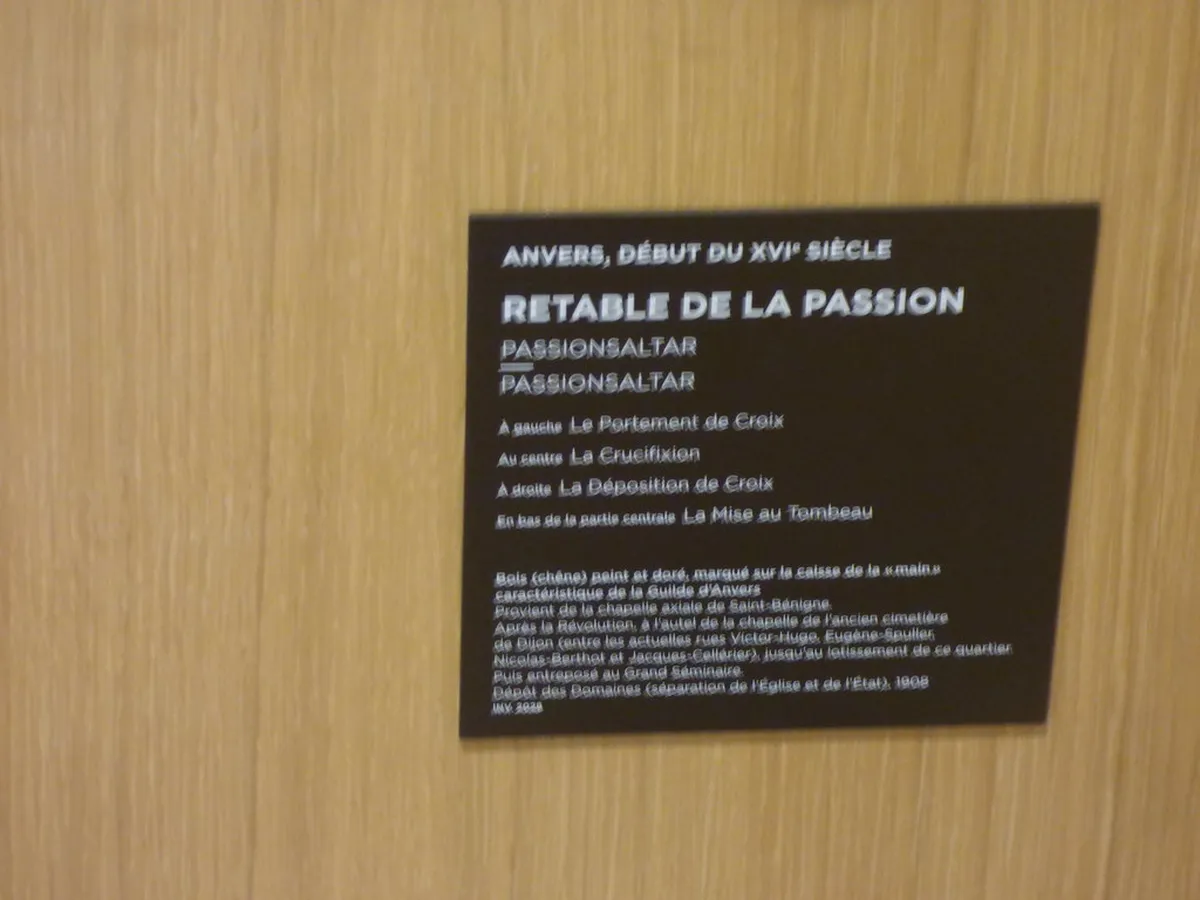 ANVERS, DÉBUT DU XVIe SIÈCLE
RETABLE DE LA PASSION
PASSIONSALTAR
PASSIONSALTAR
À gauche Le Portement de Croix
Au centre La Crucifixion
À droite La Déposition de Croix
En bas de la partie centrale La Mise au Tombeau
Bois (chêne) peint et doré, marqué sur la caisse de la « main »
caractéristique de la Guilde d'Anvers
Provient de la chapelle axiale de Saint-Bénigne.
Après la Révolution, à l'autel de la chapelle de l'ancien cimetière
de Dijon (entre les actuelles rues Victor-Hugo, Eugène-Spuller,
Nicolas-Berthot et Jacques-Cellérier), jusqu'au lotissement de ce quartier.
Puis entreposé au Grand Séminaire.
Dépôt des Domaines (séparation de l'Église et de l'État), 1908
INV.